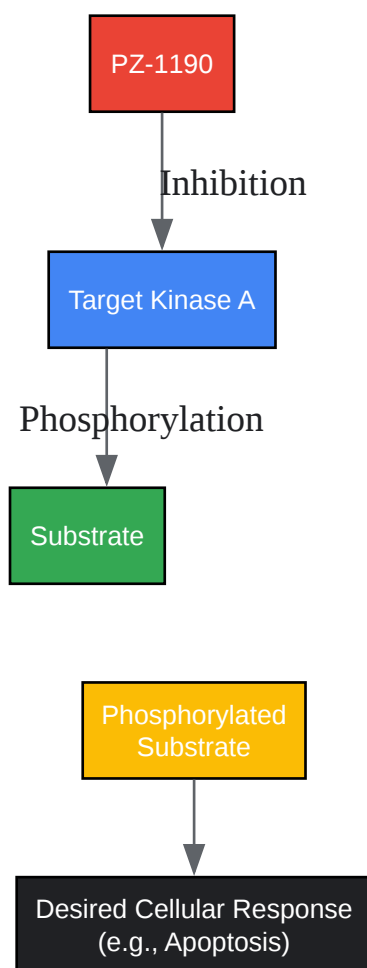 PZ-1190
Inhibition
Target Kinase A
Phosphorylation
Substrate
Phosphorylated
Substrate
Desired Cellular Response
(e.g., Apoptosis)